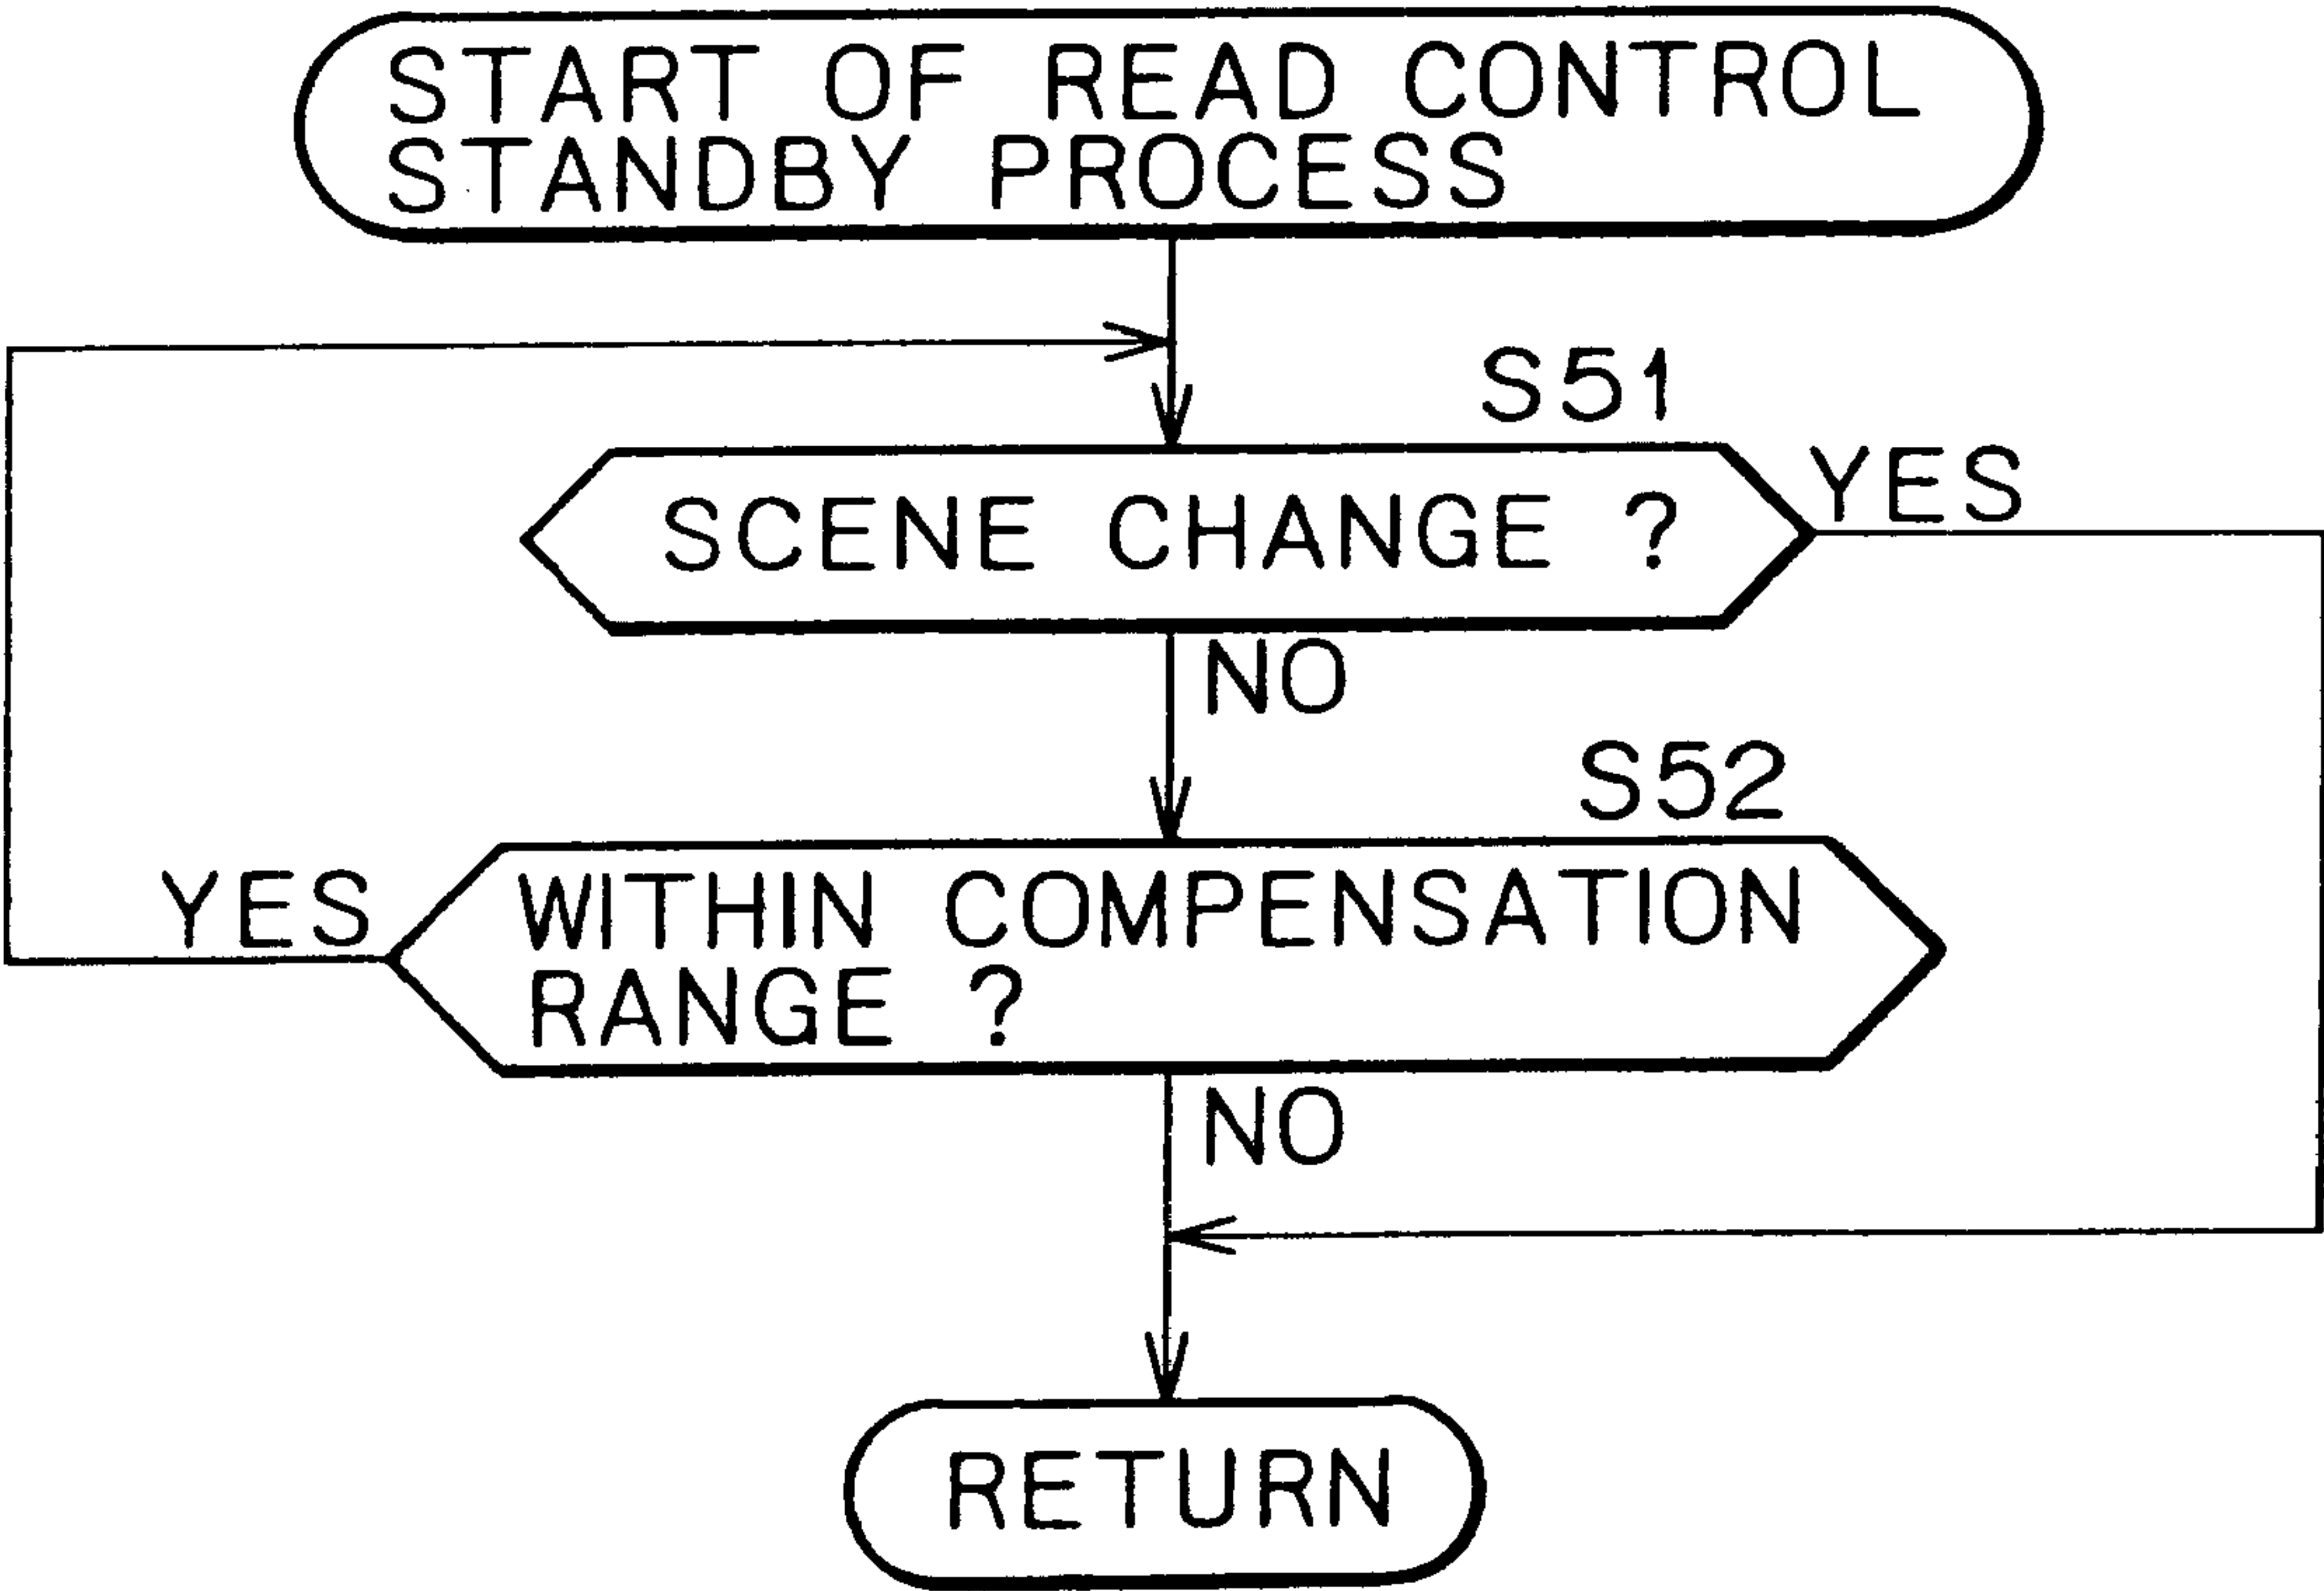 START OF READ CONTROL
STANDBY PROCESS
S51
SCENE CHANGE ?
YES
NO
S52
YES
WITHIN COMPENSATION
RANGE ?
NO
RETURN